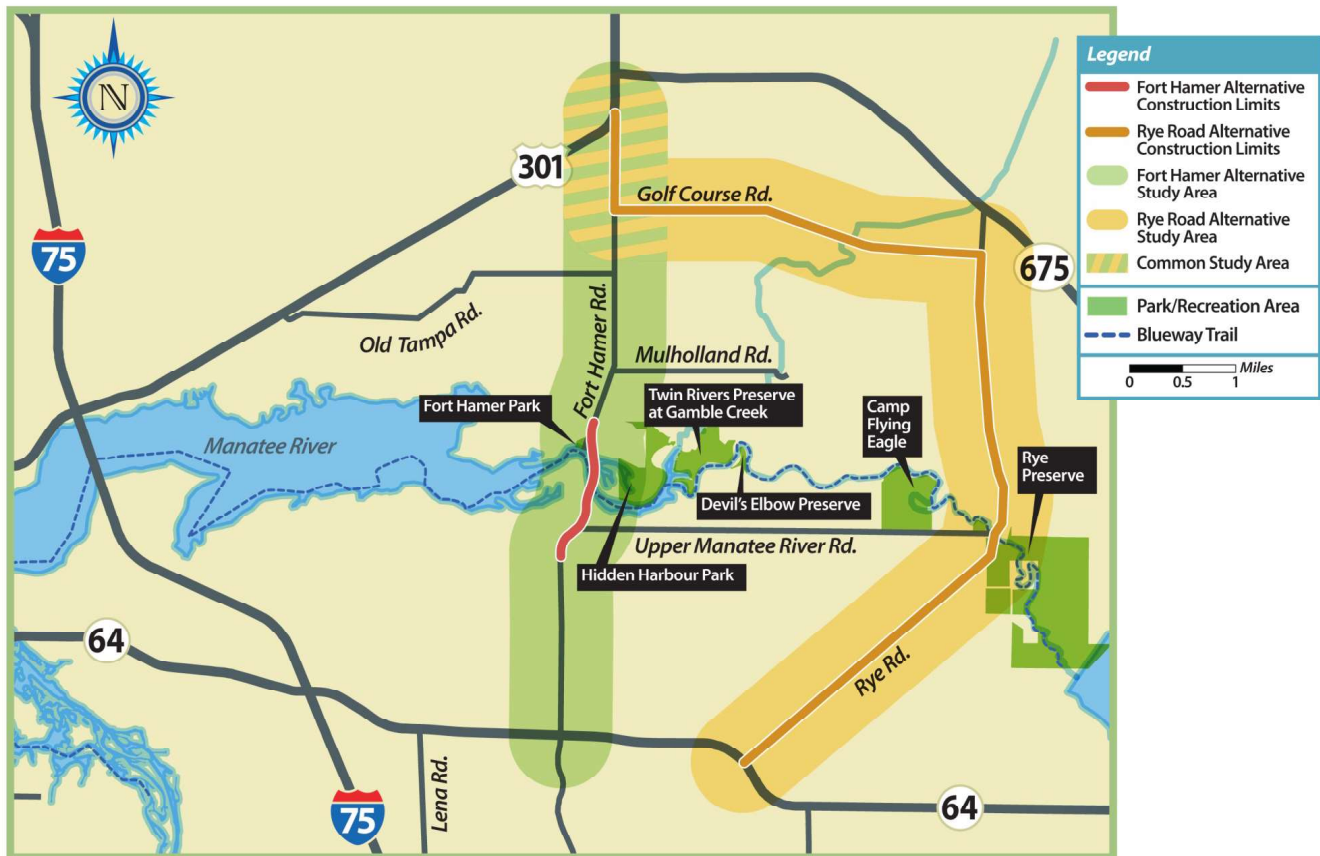 N
301
Golf Course Rd.
75
675
Old Tampa Rd.
Fort Hamer Rd.
Mulholland Rd.
Fort Hamer Park
Twin Rivers Preserve
at Gamble Creek
Camp
Flying
Eagle
Manatee River
Rye
Preserve
Devil's Elbow Preserve
Upper Manatee River Rd.
Hidden Harbour Park
64
Rye Rd.
Lena Rd.
75
64
Legend
Fort Hamer Alternative
Construction Limits
Rye Road Alternative
Construction Limits
Fort Hamer Alternative
Study Area
Rye Road Alternative
Study Area
Common Study Area
Park/Recreation Area
Blueway Trail
Miles
0 0.5 1